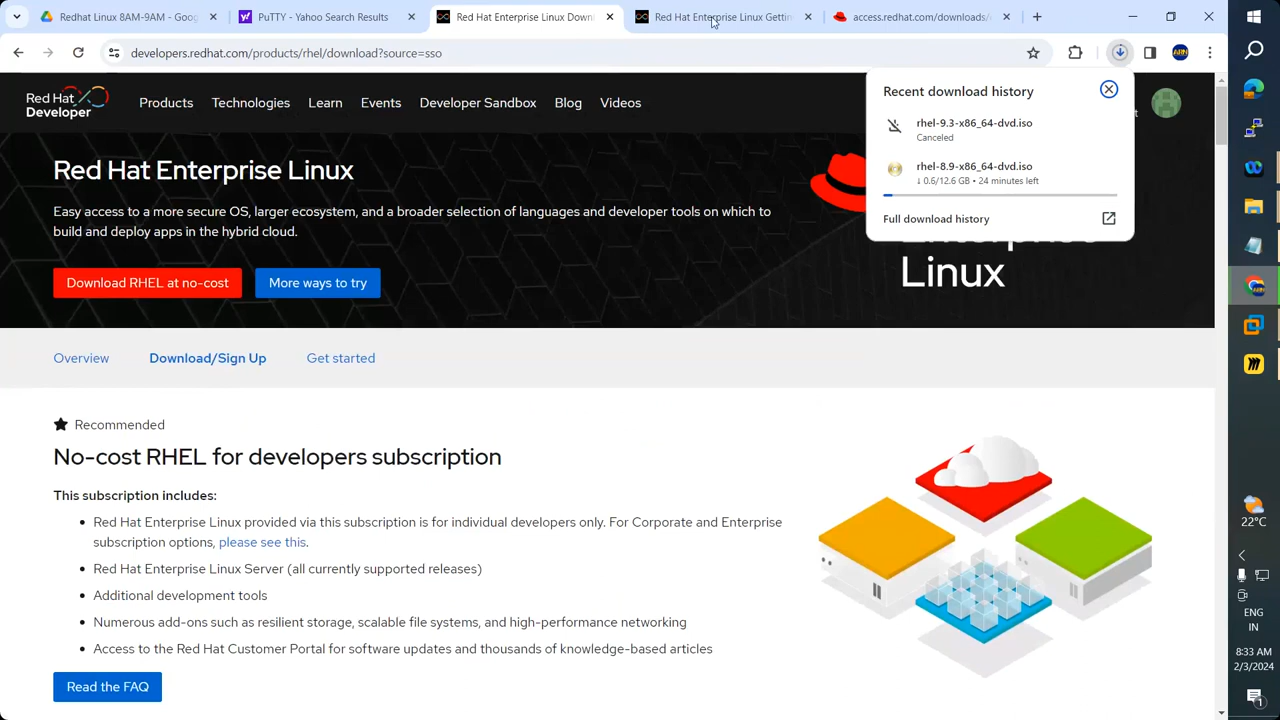 Redhat Linux 8AM-9AM - Goog
PuTTY - Yahoo Search Results
Red Hat Enterprise Linux Down
Red Hat Enterprise Linux Getti
access.redhat.com/downloads/
developers.redhat.com/products/rhel/download?source=sso
Red Hat
Developer
Products
Technologies
Learn
Events
Developer Sandbox
Blog
Videos
Recent download history
rhel-9.3-x86_64-dvd.iso
Canceled
rhel-8.9-x86_64-dvd.iso
↓ 0.6/12.6 GB • 24 minutes left
Full download history
Red Hat Enterprise Linux
Easy access to a more secure OS, larger ecosystem, and a broader selection of languages and developer tools on which to
build and deploy apps in the hybrid cloud.
Linux
Download RHEL at no-cost
More ways to try
Overview
Download/Sign Up
Get started
Recommended
No-cost RHEL for developers subscription
This subscription includes:
Red Hat Enterprise Linux provided via this subscription is for individual developers only. For Corporate and Enterprise
subscription options, please see this.
Red Hat Enterprise Linux Server (all currently supported releases)
Additional development tools
Numerous add-ons such as resilient storage, scalable file systems, and high-performance networking
Access to the Red Hat Customer Portal for software updates and thousands of knowledge-based articles
Read the FAQ
22°C
ENG
IN
8:33 AM
2/3/2024
1